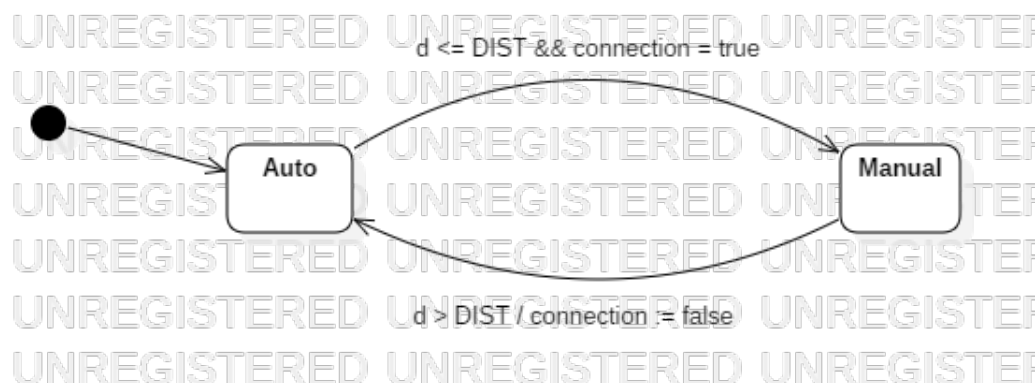 UNREGISTERED UNREGISTERED UNREGISTERED
d <= DIST && connection = true
UNREGISTERED UNREGISTERED UNREGISTERED
UNREGISTERED UNREGISTERED UNREGISTERED
Auto
Manual
UNREGISTERED UNREGISTERED UNREGISTERED
UNREGISTERED UNREGISTERED UNREGISTERED
d > DIST / connection := false
UNREGISTERED UNREGISTERED UNREGISTERED
UNREGISTERED UNREGISTERED UNREGISTERED